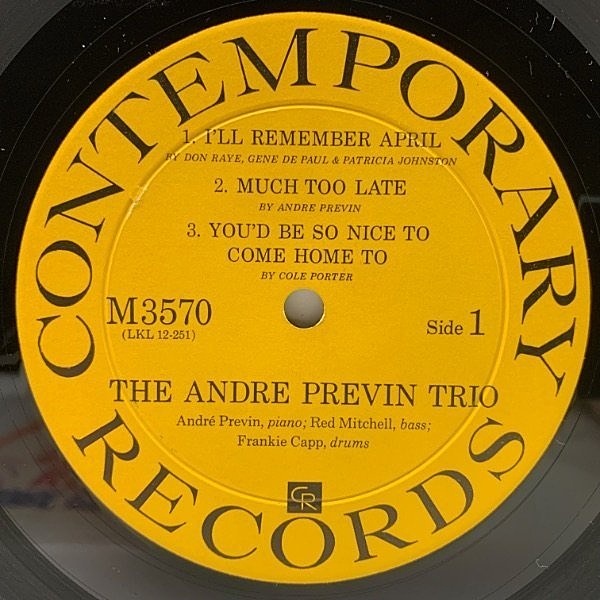 CONTEMPORARY
1. I'LL REMEMBER APRIL
BY DON RAYE, GENE DE PAUL & PATRICIA JOHNSTON
2. MUCH TOO LATE
BY ANDRE PREVIN
3. YOU'D BE SO NICE TO
COME HOME TO
BY COLE PORTER
M3570
(LKL 12-251)
Side 1
THE ANDRE PREVIN TRIO
André Previn, piano; Red Mitchell, bass;
Frankie Capp, drums
CR
RECORDS